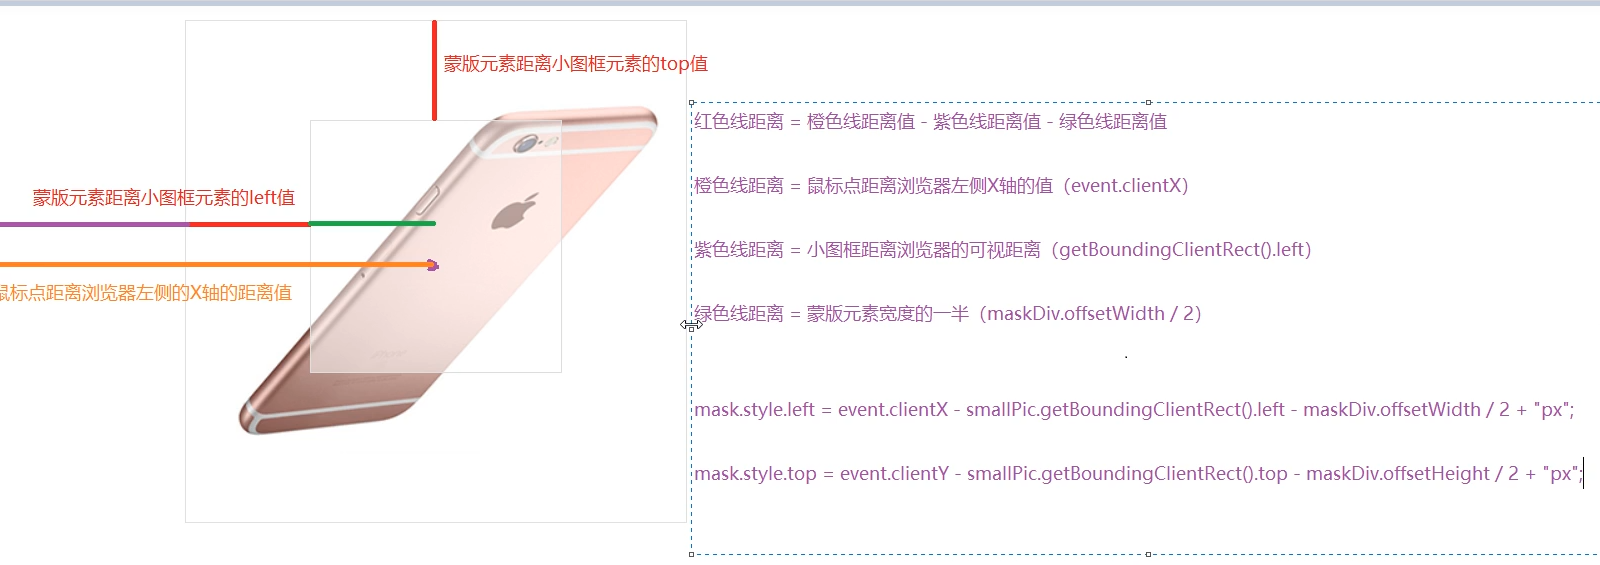 蒙版元素距离小图框元素的top值
红色线距离 = 橙色线距离值 - 紫色线距离值 - 绿色线距离值
橙色线距离 = 鼠标点距离浏览器左侧X轴的值（event.clientX）
蒙版元素距离小图框元素的left值
紫色线距离 = 小图框距离浏览器的可视距离（getBoundingClientRect().left）
鼠标点距离浏览器左侧的X轴的距离值
绿色线距离 = 蒙版元素宽度的一半（maskDiv.offsetWidth / 2）
mask.style.left = event.clientX - smallPic.getBoundingClientRect().left - maskDiv.offsetWidth / 2 + "px";
mask.style.top = event.clientY - smallPic.getBoundingClientRect().top - maskDiv.offsetHeight / 2 + "px";